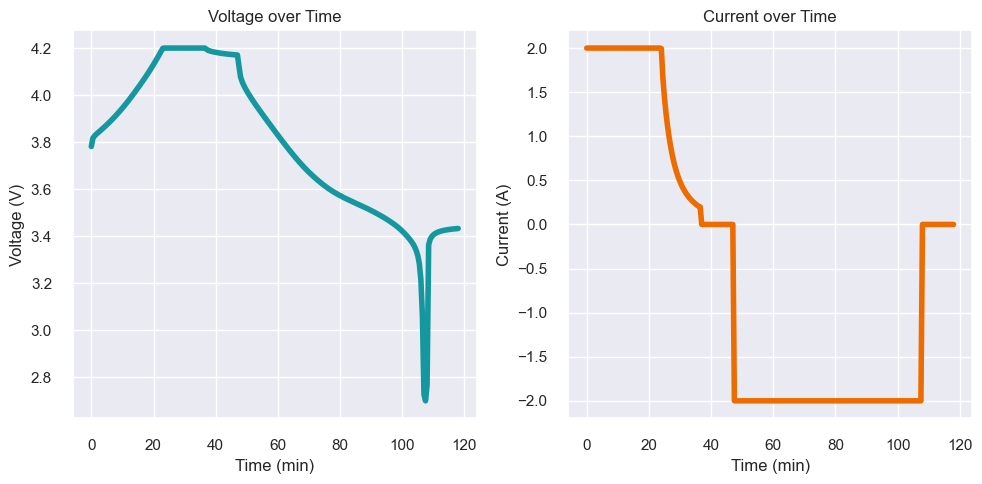 Voltage over Time
4.2
4.0
3.8
3.6
3.4
3.2
3.0
2.8
Voltage (V)
0 20 40 60 80 100 120
Time (min)
Current over Time
2.0
1.5
1.0
0.5
0.0
−0.5
−1.0
−1.5
−2.0
Current (A)
0 20 40 60 80 100 120
Time (min)